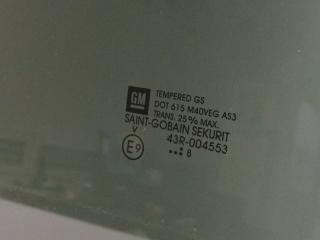 GM
TEMPERED GS
DOT 615 M40VEG AS3
TRANS. 25% MAX.
SAINT-GOBAIN SEKURIT
V
43R-004553
E9
8